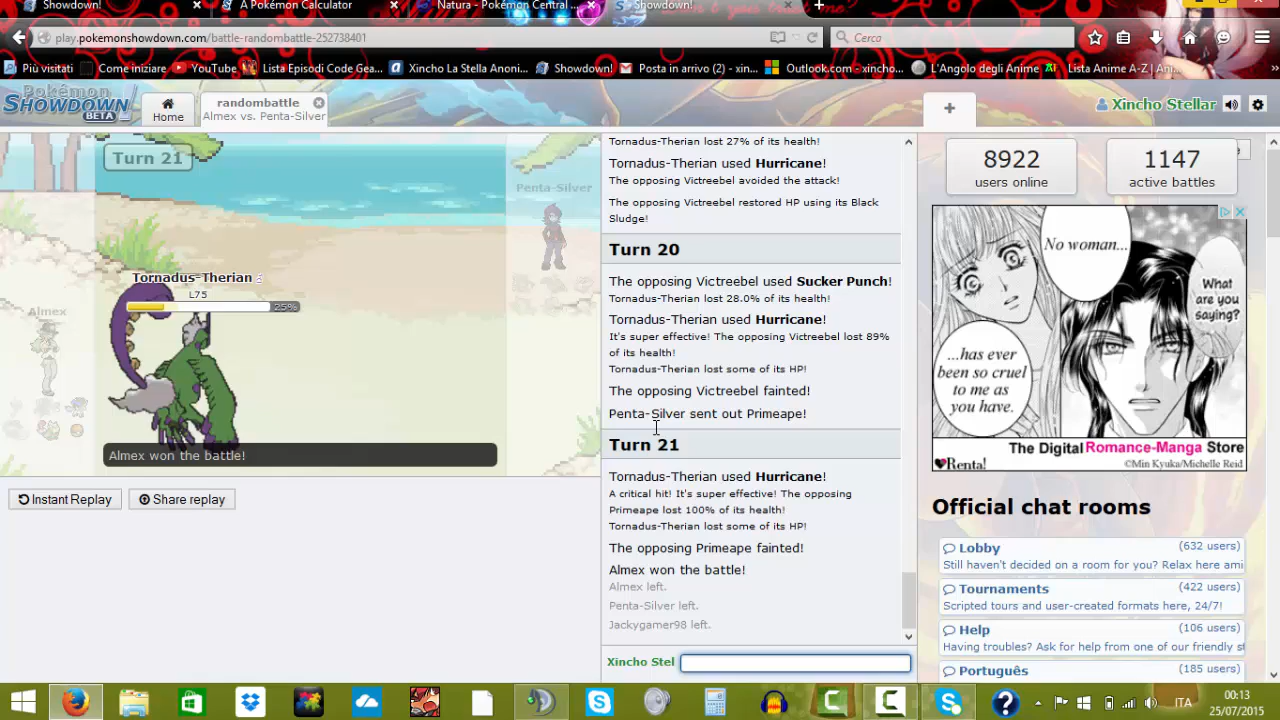 Showdown!
A Pokémon Calculator
Natura - Pokémon Central ...
Showdown!
play.pokemonshowdown.com/battle-randombattle-252738401
Cerca
Più visitati
Come iniziare
YouTube
Lista Episodi Code Gea...
Xincho La Stella Anoni...
Showdown!
Posta in arrivo (2) - xin...
Outlook.com - xincho...
L'Angolo degli Anime
Lista Anime A-Z | Ani...
Pokémon
SHOWDOWN!
BETA
Home
randombattle
Almex vs. Penta-Silver
Xincho Stellar
Turn 21
Penta-Silver
Tornadus-Therian
L75
25%
Almex
Almex won the battle!
Instant Replay
Share replay
Tornadus-Therian lost 27% of its health!
Tornadus-Therian used Hurricane!
The opposing Victreebel avoided the attack!
The opposing Victreebel restored HP using its Black
Sludge!
Turn 20
The opposing Victreebel used Sucker Punch!
Tornadus-Therian lost 28.0% of its health!
Tornadus-Therian used Hurricane!
It's super effective! The opposing Victreebel lost 89%
of its health!
Tornadus-Therian lost some of its HP!
The opposing Victreebel fainted!
Penta-Silver sent out Primeape!
Turn 21
Tornadus-Therian used Hurricane!
A critical hit! It's super effective! The opposing
Primeape lost 100% of its health!
Tornadus-Therian lost some of its HP!
The opposing Primeape fainted!
Almex won the battle!
Almex left.
Penta-Silver left.
Jackygamer98 left.
Xincho Stel
8922
users online
1147
active battles
No woman...
What
are you
saying?
...has ever
been so cruel
to me as
you have.
The Digital Romance-Manga Store
Renta!
©Min Kyuka/Michelle Reid
Official chat rooms
Lobby
(632 users)
Still haven't decided on a room for you? Relax here ami
Tournaments
(422 users)
Scripted tours and user-created formats here, 24/7!
Help
(106 users)
Having troubles? Ask for help from one of our friendly st
Português
(185 users)
ITA
00:13
25/07/2015